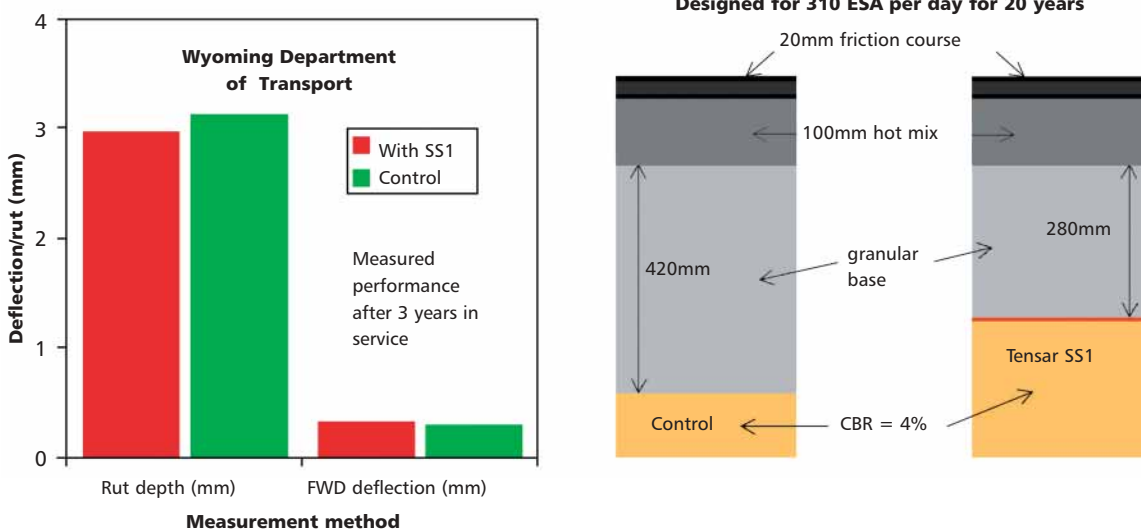 4
3
2
1
0
Deflection/rut (mm)
Wyoming Department
of Transport
With SS1
Control
Measured
performance
after 3 years in
service
Rut depth (mm)
FWD deflection (mm)
Measurement method
Designed for 310 ESA per day for 20 years
20mm friction course
100mm hot mix
420mm
granular
base
280mm
Tensar SS1
Control
CBR = 4%